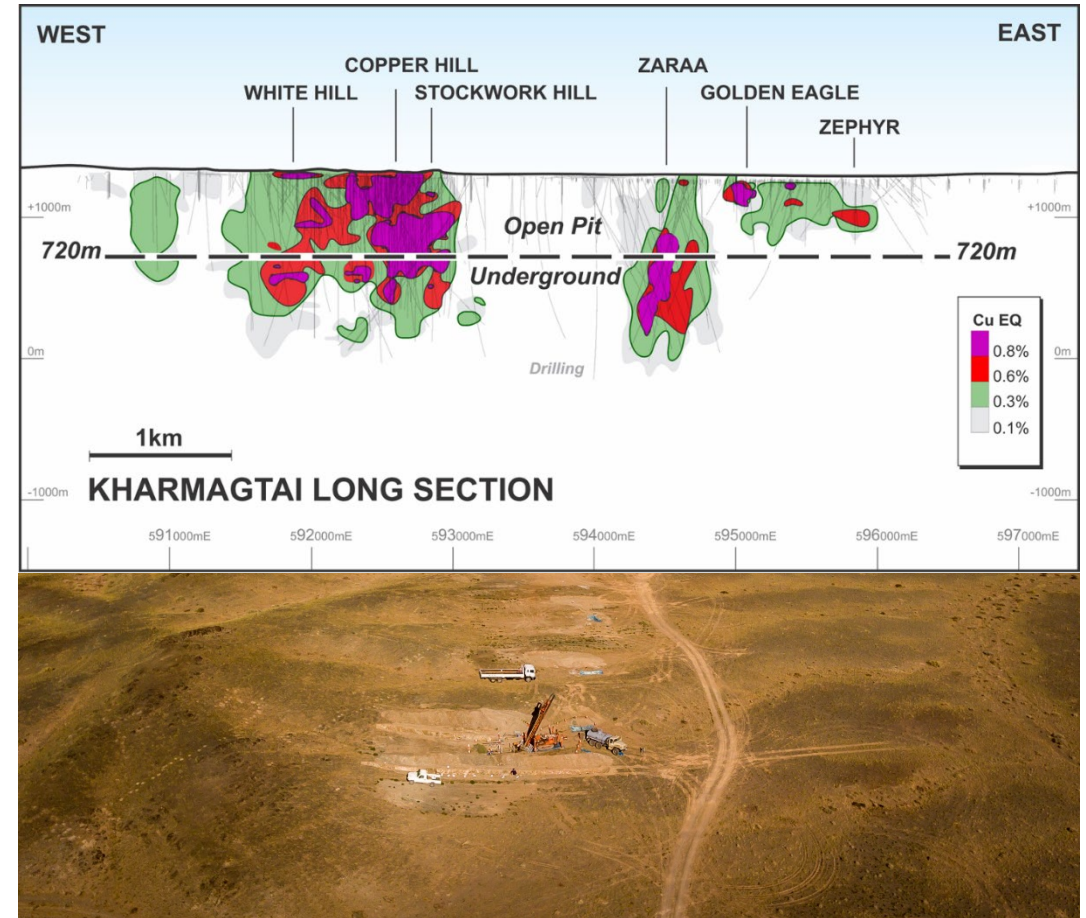 WEST
EAST
COPPER HILL
ZARAA
WHITE HILL
STOCKWORK HILL
GOLDEN EAGLE
ZEPHYR
+1000m
+1000m
Open Pit
720m
720m
Underground
Cu EQ
0.8%
0.6%
0.3%
0.1%
0m
0m
Drilling
1km
-1000m
KHARMAGTAI LONG SECTION
-1000m
591000mE
592000mE
593000mE
594000mE
595000mE
596000mE
597000mE